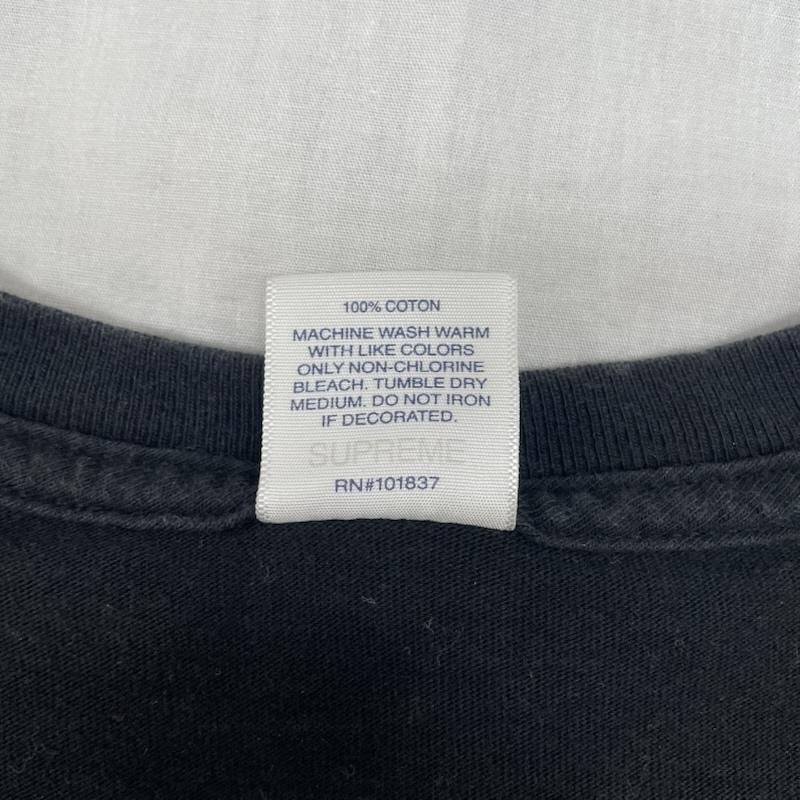 100% COTON
MACHINE WASH WARM
WITH LIKE COLORS
ONLY NON-CHLORINE
BLEACH. TUMBLE DRY
MEDIUM. DO NOT IRON
IF DECORATED.
SUPREME
RN#101837